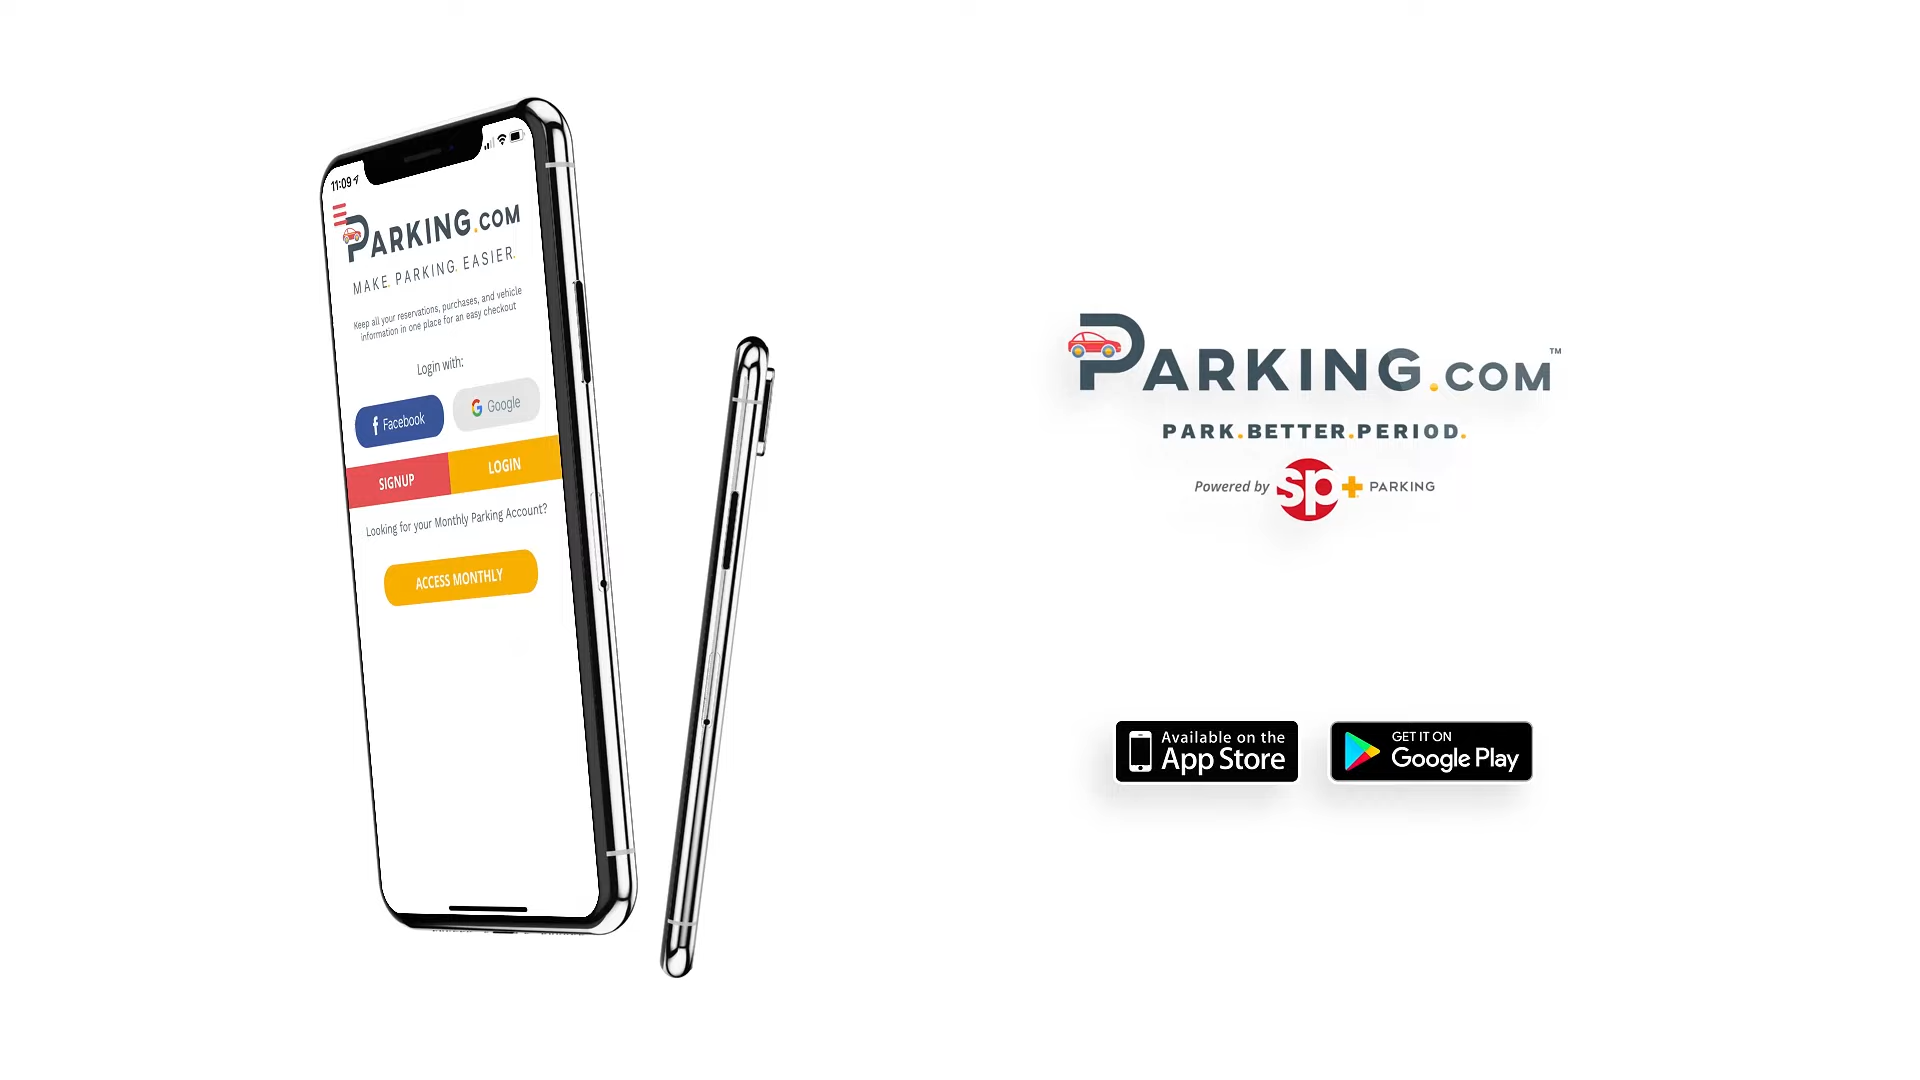 11:09
PARKING.COM
MAKE. PARKING. EASIER.
Keep all your reservations, purchases, and vehicle
information in one place for an easy checkout
Login with:
f Facebook
G Google
SIGNUP
LOGIN
Looking for your Monthly Parking Account?
ACCESS MONTHLY
PARKING.COM™
PARK.BETTER.PERIOD.
Powered by sp+ PARKING
Available on the
App Store
GET IT ON
Google Play